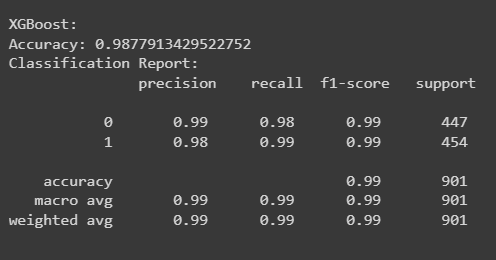 XGBoost:
Accuracy: 0.9877913429522752
Classification Report:
precision recall f1-score support
0 0.99 0.98 0.99 447
1 0.98 0.99 0.99 454
accuracy 0.99 901
macro avg 0.99 0.99 0.99 901
weighted avg 0.99 0.99 0.99 901